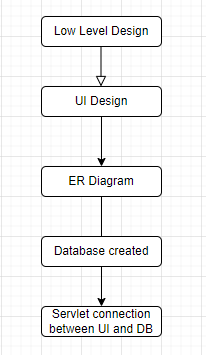 Low Level Design
UI Design
ER Diagram
Database created
Servlet connection
between UI and DB